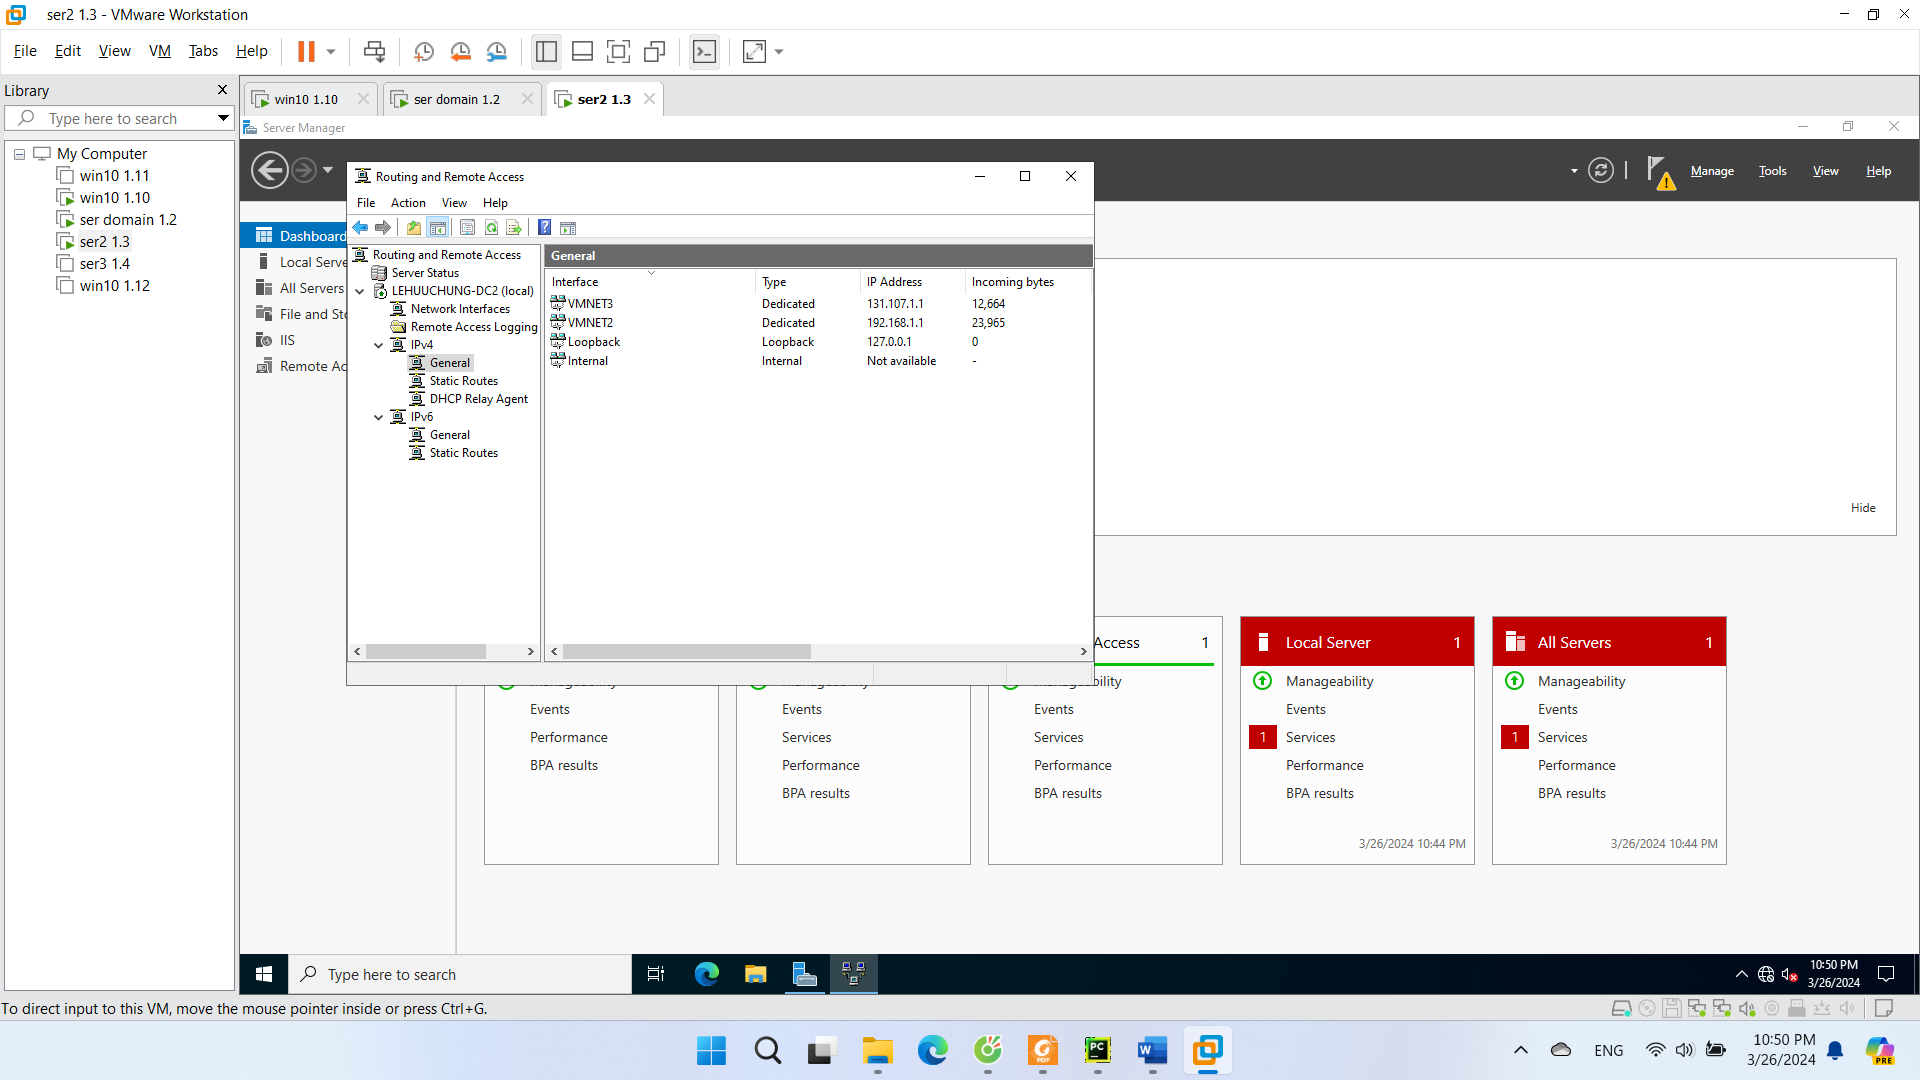 ser2 1.3 - VMware Workstation
File Edit View VM Tabs Help
Library
Type here to search
My Computer
win10 1.11
win10 1.10
ser domain 1.2
ser2 1.3
ser3 1.4
win10 1.12
win10 1.10
ser domain 1.2
ser2 1.3
Server Manager
Manage Tools View Help
Dashboard
Local Serve
All Servers
File and Sto
IIS
Remote Ac
Routing and Remote Access
File Action View Help
Routing and Remote Access
Server Status
LEHUUCHUNG-DC2 (local)
Network Interfaces
Remote Access Logging
IPv4
General
Static Routes
DHCP Relay Agent
IPv6
General
Static Routes
General
Interface Type IP Address Incoming bytes
VMNET3 Dedicated 131.107.1.1 12,664
VMNET2 Dedicated 192.168.1.1 23,965
Loopback Loopback 127.0.0.1 0
Internal Internal Not available -
Hide
Manageability
Events
Performance
BPA results
Manageability
Events
Services
Performance
BPA results
Access 1
Manageability
Events
Services
Performance
BPA results
Local Server 1
Manageability
Events
1 Services
Performance
BPA results
3/26/2024 10:44 PM
All Servers 1
Manageability
Events
1 Services
Performance
BPA results
3/26/2024 10:44 PM
Type here to search
10:50 PM
3/26/2024
To direct input to this VM, move the mouse pointer inside or press Ctrl+G.
PDF
PC
W
ENG
10:50 PM
3/26/2024
PRE